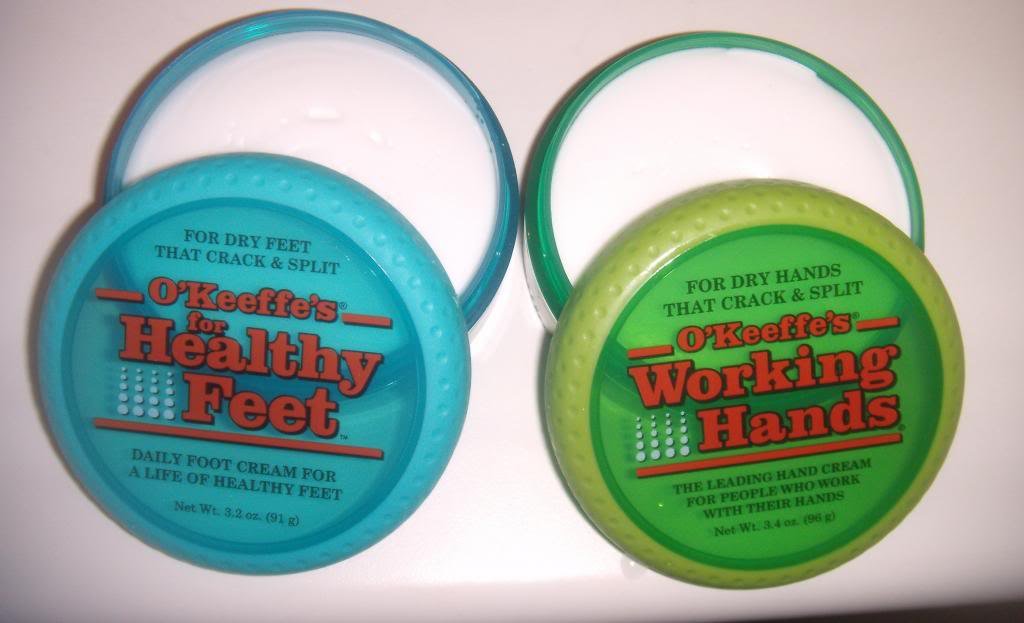 FOR DRY FEET
THAT CRACK & SPLIT
O'Keeffe's®
for
Healthy
Feet™
DAILY FOOT CREAM FOR
A LIFE OF HEALTHY FEET
Net Wt. 3.2 oz. (91 g)
FOR DRY HANDS
THAT CRACK & SPLIT
O'Keeffe's®
Working
Hands®
THE LEADING HAND CREAM
FOR PEOPLE WHO WORK
WITH THEIR HANDS
Net Wt. 3.4 oz. (96 g)